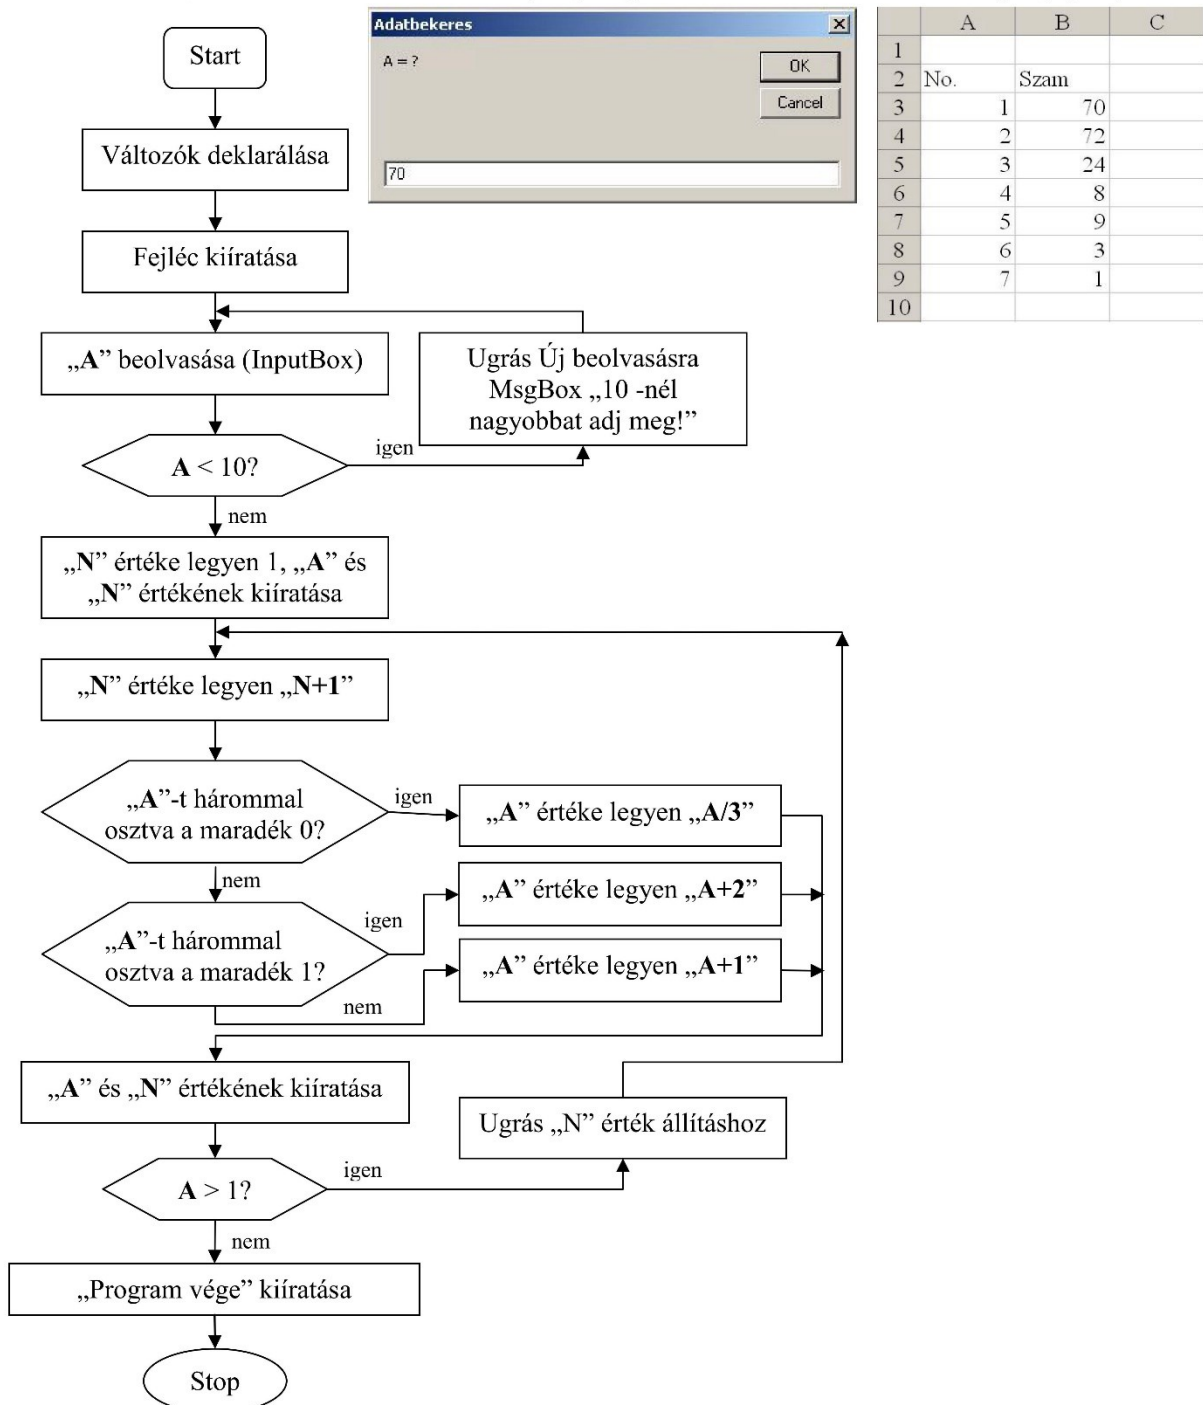 Start
Változók deklarálása
Fejléc kiíratása
„A” beolvasása (InputBox)
Ugrás Új beolvasásra
MsgBox „10 -nél
nagyobbat adj meg!”
A < 10?
igen
nem
„N” értéke legyen 1, „A” és
„N” értékének kiíratása
„N” értéke legyen „N+1”
„A”-t hárommal
osztva a maradék 0?
igen
„A” értéke legyen „A/3”
nem
„A”-t hárommal
osztva a maradék 1?
igen
„A” értéke legyen „A+2”
nem
„A” értéke legyen „A+1”
„A” és „N” értékének kiíratása
Ugrás „N” érték állításhoz
A > 1?
igen
nem
„Program vége” kiíratása
Stop
Adatbekeres
A = ?
OK
Cancel
70
A B C
1
2 No. Szam
3 1 70
4 2 72
5 3 24
6 4 8
7 5 9
8 6 3
9 7 1
10